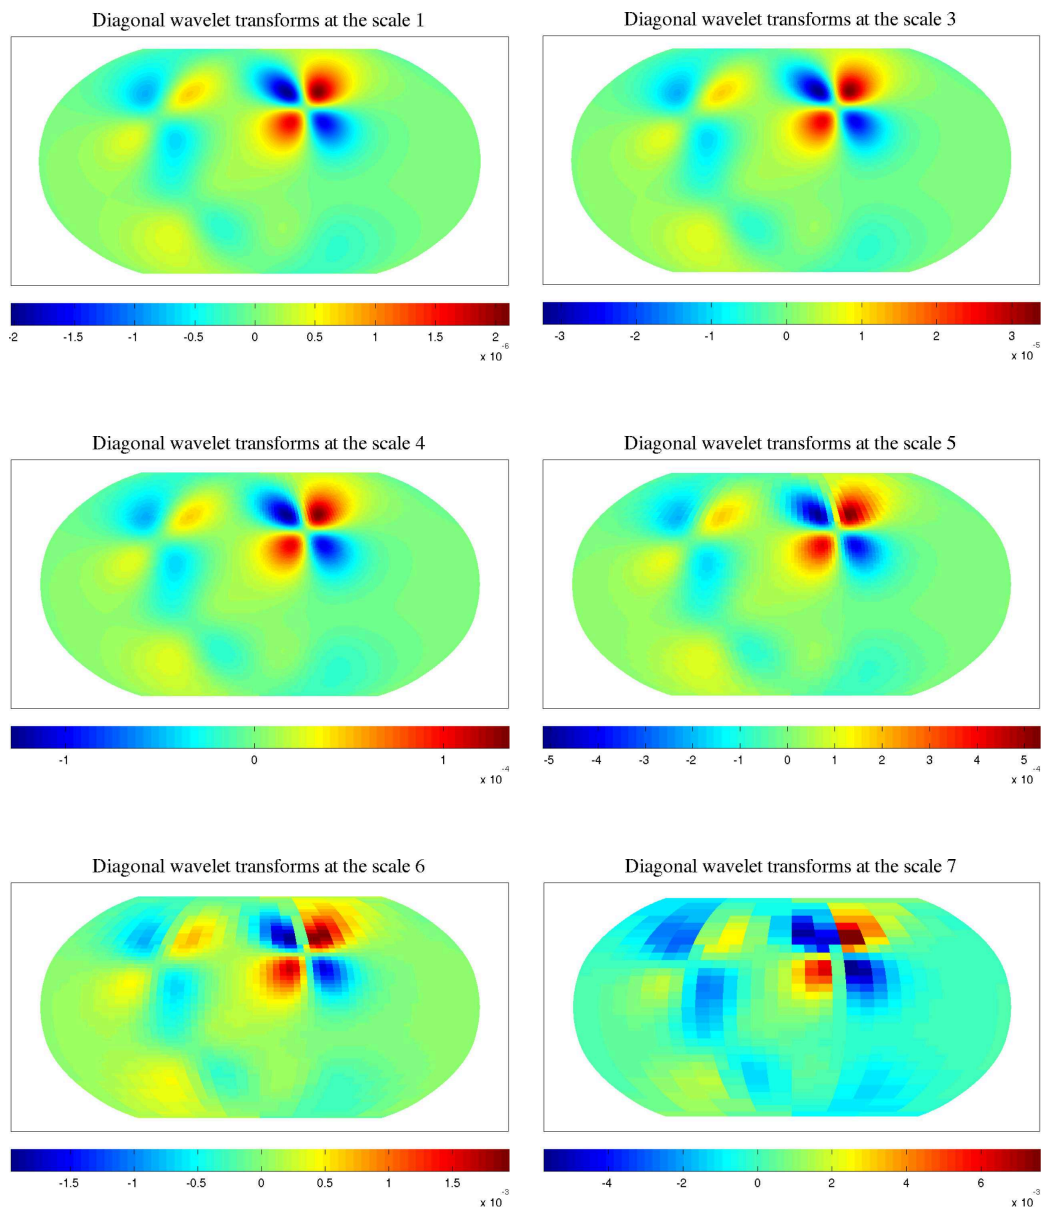 Diagonal wavelet transforms at the scale 1
Diagonal wavelet transforms at the scale 3
-2 -1.5 -1 -0.5 0 0.5 1 1.5 2
x 10^-6
-3 -2 -1 0 1 2 3
x 10^-5
Diagonal wavelet transforms at the scale 4
Diagonal wavelet transforms at the scale 5
-1 0 1
x 10^-4
-5 -4 -3 -2 -1 0 1 2 3 4 5
x 10^-4
Diagonal wavelet transforms at the scale 6
Diagonal wavelet transforms at the scale 7
-1.5 -1 -0.5 0 0.5 1 1.5
x 10^-3
-4 -2 0 2 4 6
x 10^-3